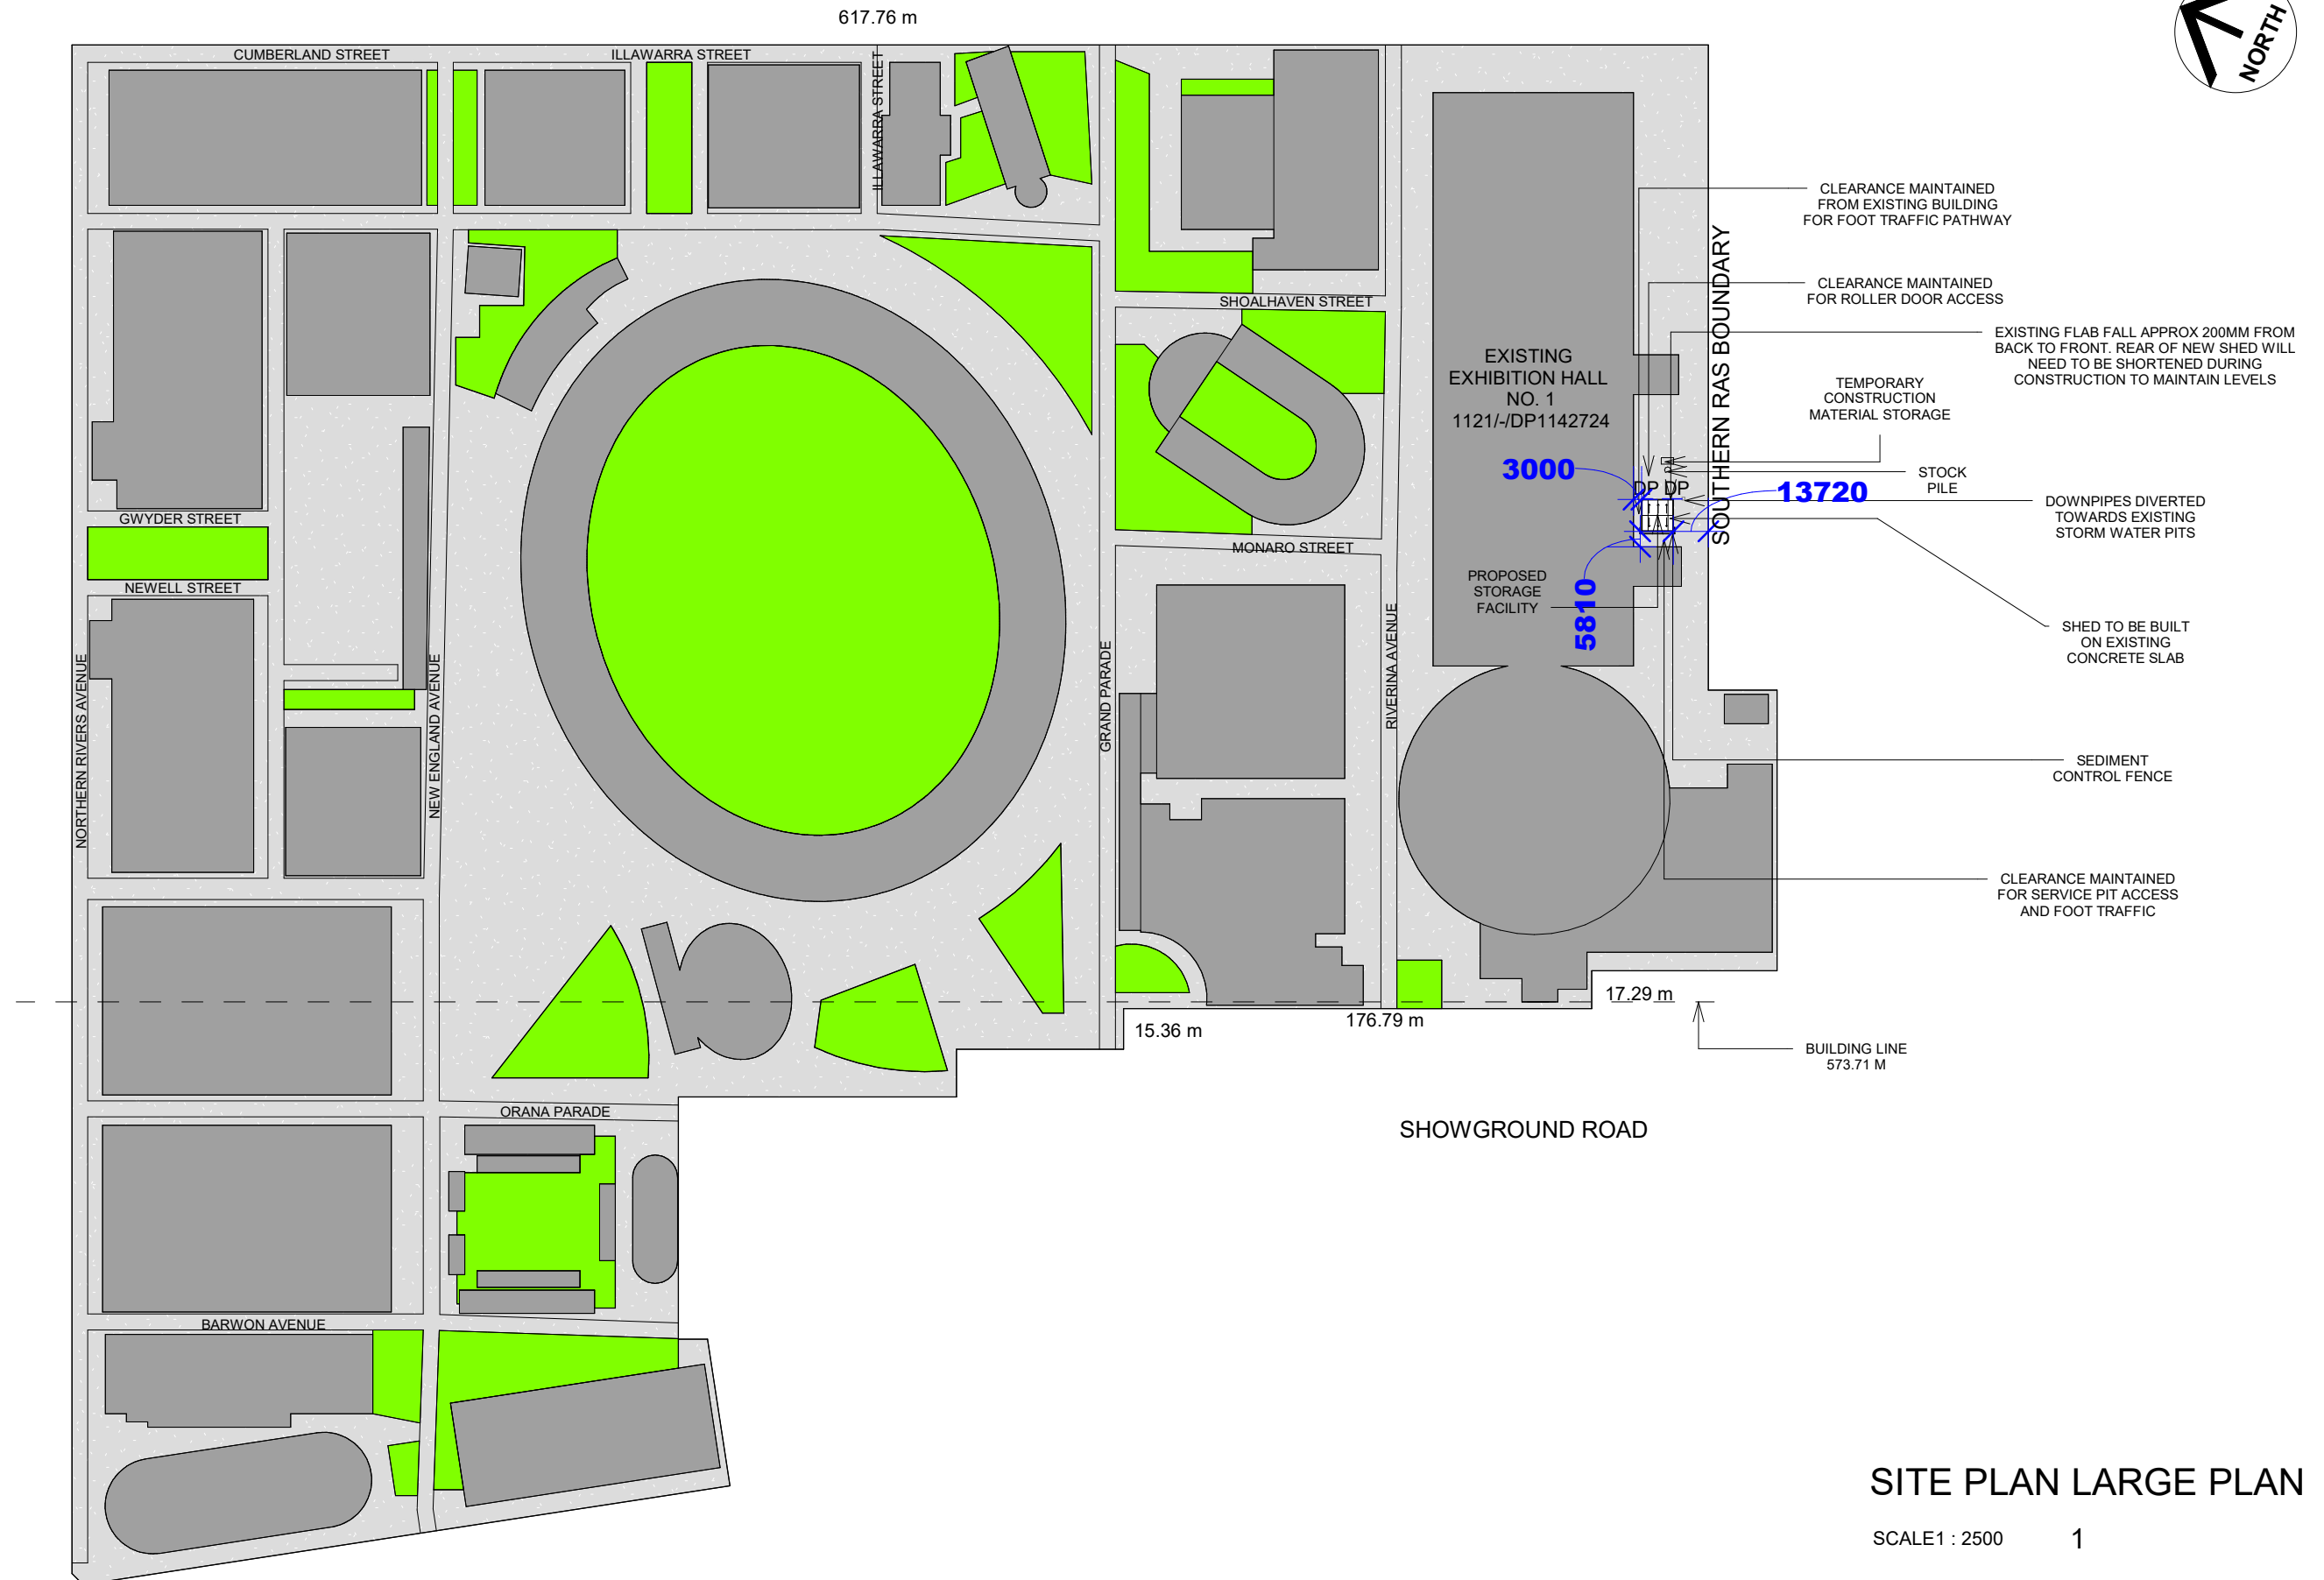 617.76 m
NORTH
CUMBERLAND STREET
ILLAWARRA STREET
ILLAWARRA STREET
CLEARANCE MAINTAINED
FROM EXISTING BUILDING
FOR FOOT TRAFFIC PATHWAY
SOUTHERN RAS BOUNDARY
CLEARANCE MAINTAINED
FOR ROLLER DOOR ACCESS
SHOALHAVEN STREET
EXISTING FLAB FALL APPROX 200MM FROM
BACK TO FRONT. REAR OF NEW SHED WILL
NEED TO BE SHORTENED DURING
CONSTRUCTION TO MAINTAIN LEVELS
EXISTING
EXHIBITION HALL
NO. 1
1121/-/DP1142724
TEMPORARY
CONSTRUCTION
MATERIAL STORAGE
3000
DP DP
13720
STOCK
PILE
DOWNPIPES DIVERTED
TOWARDS EXISTING
STORM WATER PITS
GWYDER STREET
MONARO STREET
NEWELL STREET
PROPOSED
STORAGE
FACILITY
5810
SHED TO BE BUILT
ON EXISTING
CONCRETE SLAB
NORTHERN RIVERS AVENUE
NEW ENGLAND AVENUE
GRAND PARADE
RIVERINA AVENUE
SEDIMENT
CONTROL FENCE
CLEARANCE MAINTAINED
FOR SERVICE PIT ACCESS
AND FOOT TRAFFIC
17.29 m
176.79 m
15.36 m
BUILDING LINE
573.71 M
ORANA PARADE
SHOWGROUND ROAD
BARWON AVENUE
SITE PLAN LARGE PLAN
SCALE1 : 2500
1